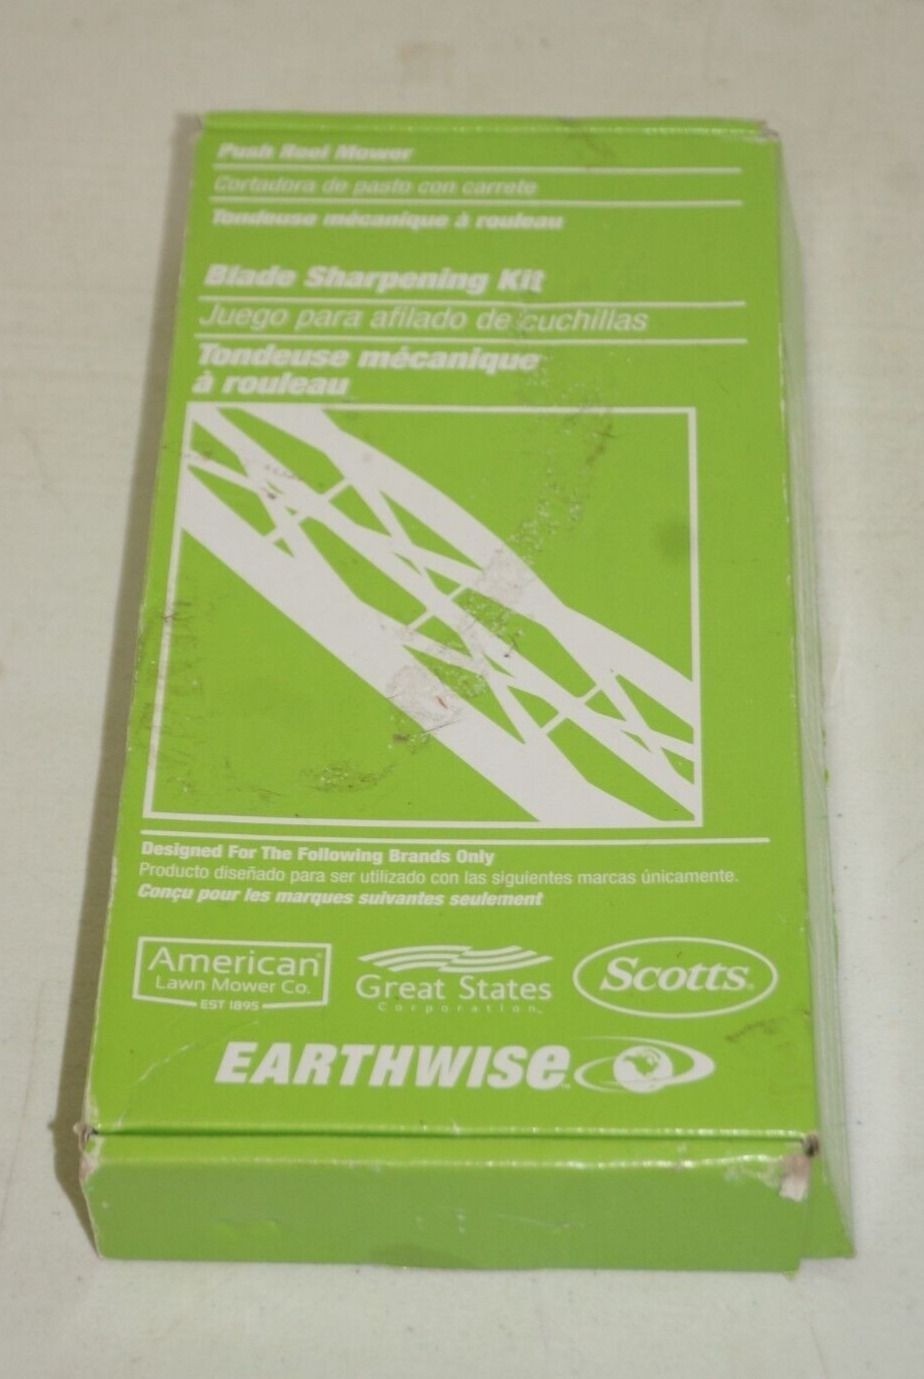 Push Reel Mower
Cortadora de pasto con carrete
Tondeuse mécanique à rouleau
Blade Sharpening Kit
Juego para afilado de cuchillas
Tondeuse mécanique
à rouleau
Designed For The Following Brands Only
Producto diseñado para ser utilizado con las siguientes marcas únicamente.
Conçu pour les marques suivantes seulement
American®
Lawn Mower Co.
EST 1895
Great States
Corporation™
Scotts®
EARTHWISE™